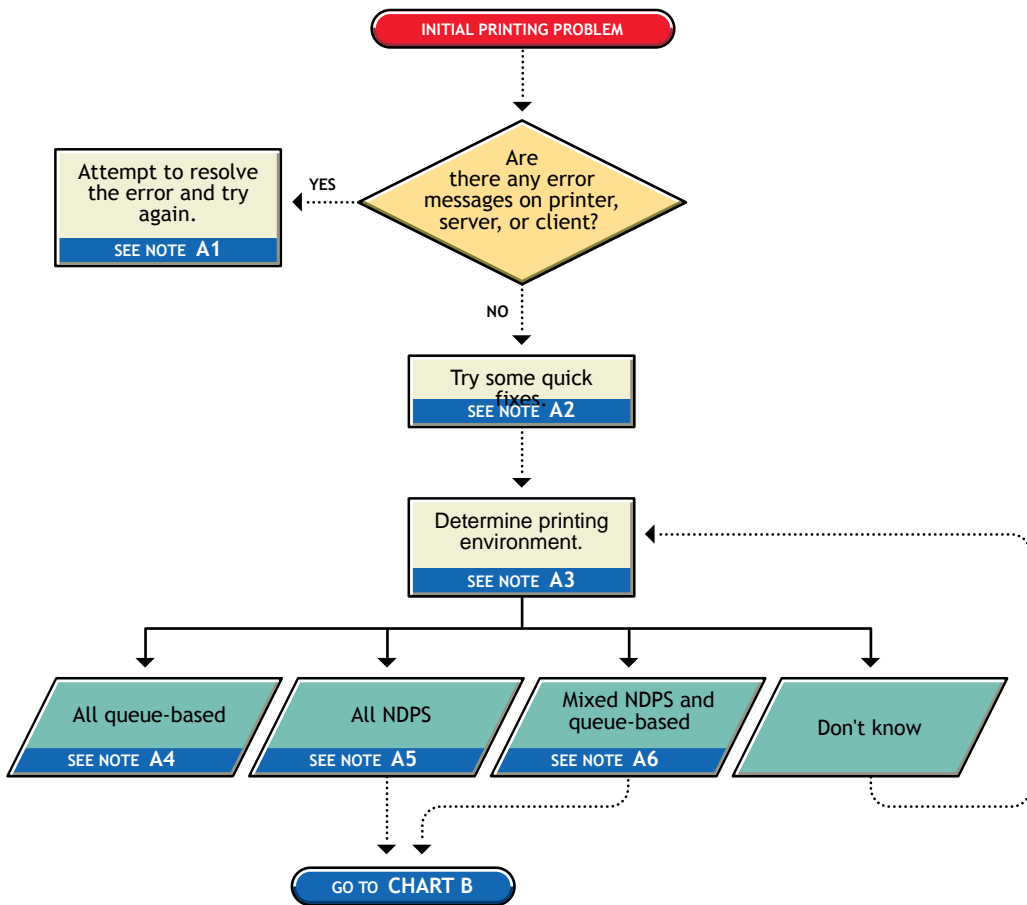 INITIAL PRINTING PROBLEM
Are
there any error
messages on printer,
server, or client?
YES
Attempt to resolve
the error and try
again.
SEE NOTE A1
NO
Try some quick
fixes.
SEE NOTE A2
Determine printing
environment.
SEE NOTE A3
All queue-based
SEE NOTE A4
All NDPS
SEE NOTE A5
Mixed NDPS and
queue-based
SEE NOTE A6
Don't know
GO TO CHART B